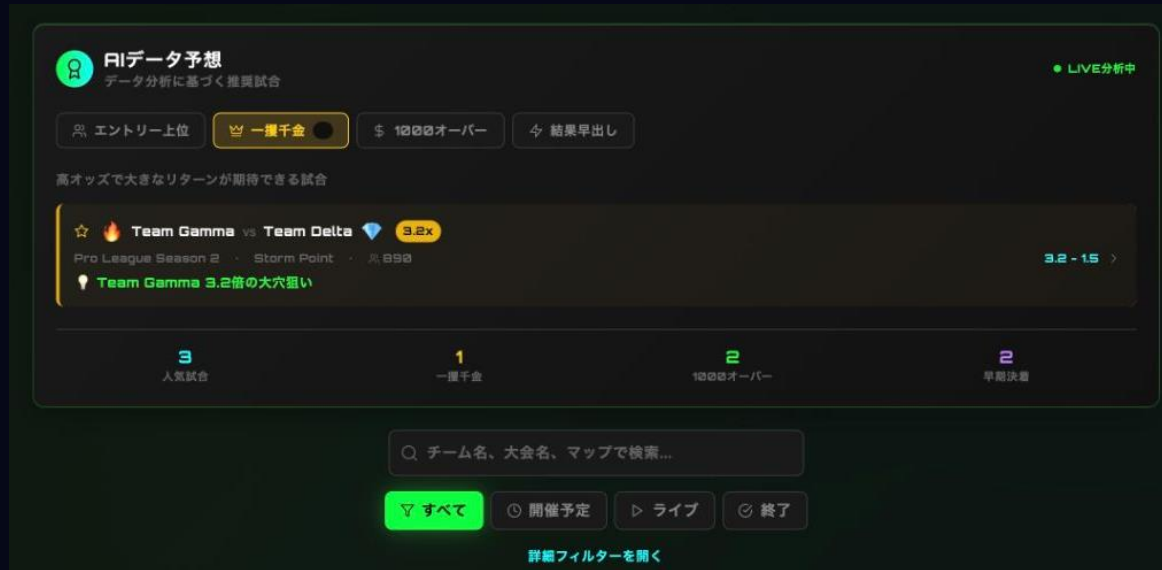 AIデータ予想
データ分析に基づく推奨試合
LIVE分析中
エントリー上位
一攫千金
$ 1000オーバー
結果早出し
高オッズで大きなリターンが期待できる試合
Team Gamma vs Team Delta 3.2x
Pro League Season 2 · Storm Point · 890
3.2 - 1.5 >
Team Gamma 3.2倍の大穴狙い
3
人気試合
1
一攫千金
2
1000オーバー
2
早期決着
チーム名、大会名、マップで検索...
すべて
開催予定
ライブ
終了
詳細フィルターを開く